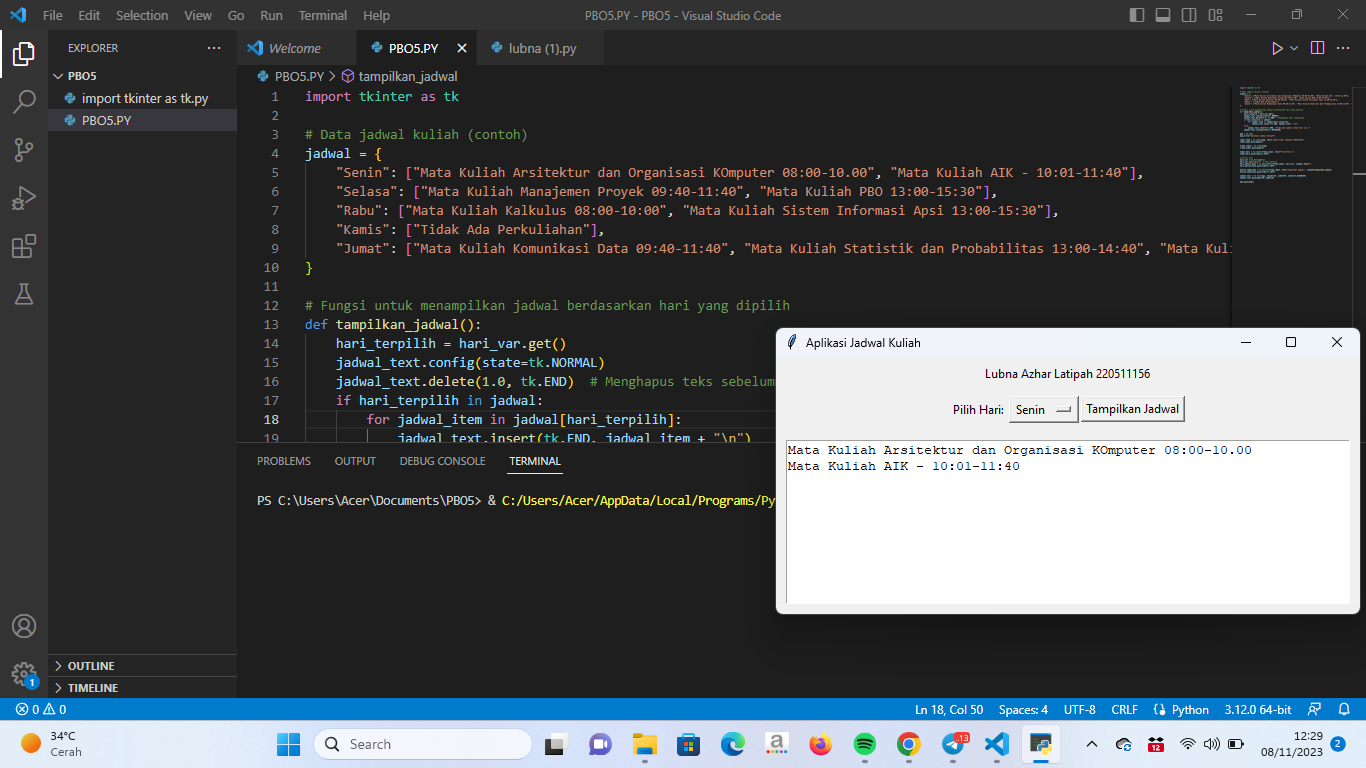 File Edit Selection View Go Run Terminal Help PBO5.PY - PBO5 - Visual Studio Code
EXPLORER
PBO5
import tkinter as tk.py
PBO5.PY
OUTLINE
TIMELINE
Welcome PBO5.PY lubna (1).py
PBO5.PY > tampilkan_jadwal
1 import tkinter as tk
2
3 # Data jadwal kuliah (contoh)
4 jadwal = {
5 "Senin": ["Mata Kuliah Arsitektur dan Organisasi KOmputer 08:00-10.00", "Mata Kuliah AIK - 10:01-11:40"],
6 "Selasa": ["Mata Kuliah Manajemen Proyek 09:40-11:40", "Mata Kuliah PBO 13:00-15:30"],
7 "Rabu": ["Mata Kuliah Kalkulus 08:00-10:00", "Mata Kuliah Sistem Informasi Apsi 13:00-15:30"],
8 "Kamis": ["Tidak Ada Perkuliahan"],
9 "Jumat": ["Mata Kuliah Komunikasi Data 09:40-11:40", "Mata Kuliah Statistik dan Probabilitas 13:00-14:40", "Mata Kuli
10 }
11
12 # Fungsi untuk menampilkan jadwal berdasarkan hari yang dipilih
13 def tampilkan_jadwal():
14 hari_terpilih = hari_var.get()
15 jadwal_text.config(state=tk.NORMAL)
16 jadwal_text.delete(1.0, tk.END) # Menghapus teks sebelum
17 if hari_terpilih in jadwal:
18 for jadwal_item in jadwal[hari_terpilih]:
19 jadwal_text.insert(tk.END, jadwal_item + "\n")
PROBLEMS OUTPUT DEBUG CONSOLE TERMINAL
PS C:\Users\Acer\Documents\PBO5> & C:/Users/Acer/AppData/Local/Programs/Py
Aplikasi Jadwal Kuliah
Lubna Azhar Latipah 220511156
Pilih Hari: Senin Tampilkan Jadwal
Mata Kuliah Arsitektur dan Organisasi KOmputer 08:00-10.00
Mata Kuliah AIK - 10:01-11:40
1
0 0 Ln 18, Col 50 Spaces: 4 UTF-8 CRLF Python 3.12.0 64-bit
34°C
Cerah
Search
a
.13
12
12:29
08/11/2023
2